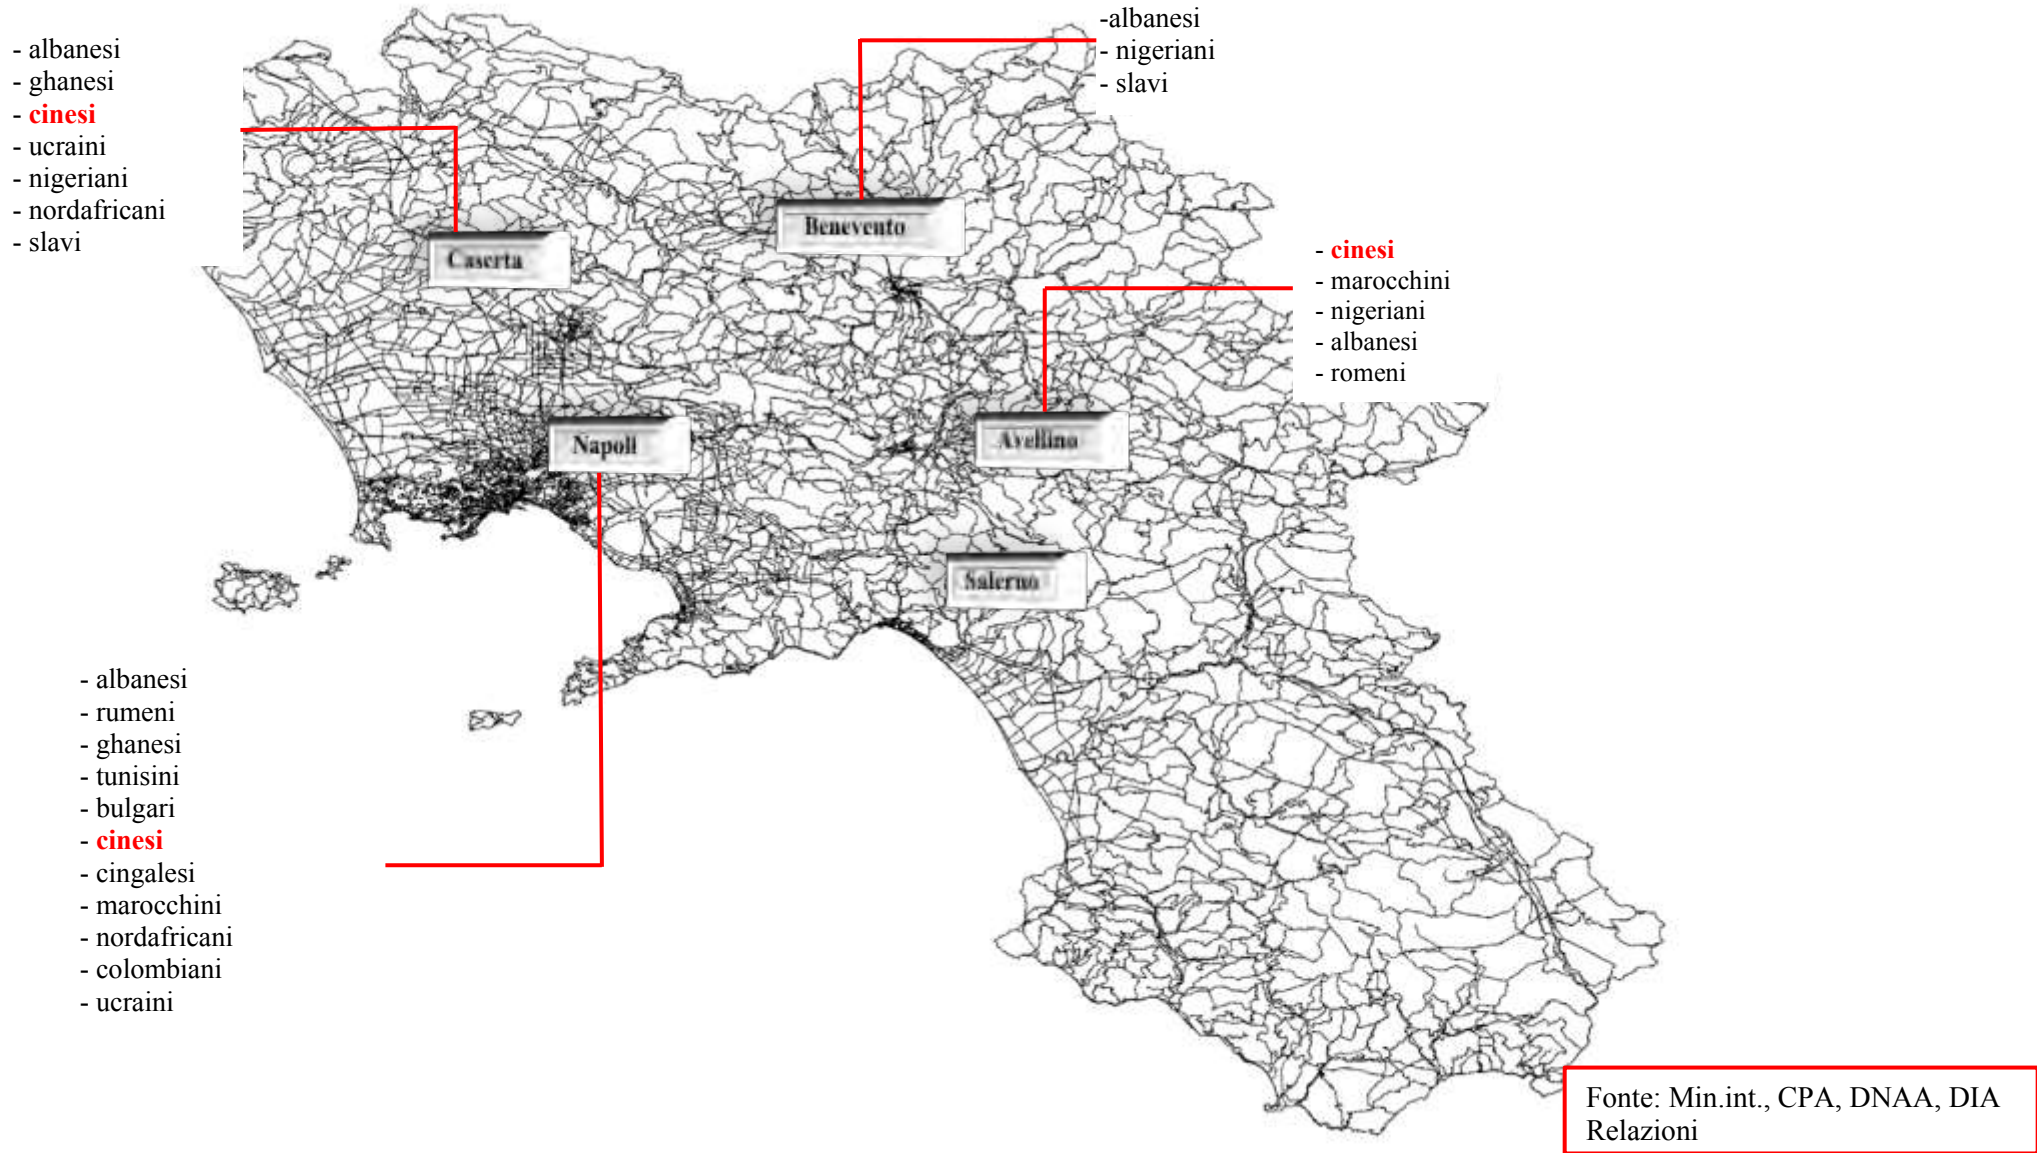 - albanesi
- ghanesi
- cinesi
- ucraini
- nigeriani
- nordafricani
- slavi
-albanesi
- nigeriani
- slavi
Benevento
Caserta
- cinesi
- marocchini
- nigeriani
- albanesi
- romeni
Napoli
Avellino
Salerno
- albanesi
- rumeni
- ghanesi
- tunisini
- bulgari
- cinesi
- cingalesi
- marocchini
- nordafricani
- colombiani
- ucraini
Fonte: Min.int., CPA, DNAA, DIA
Relazioni